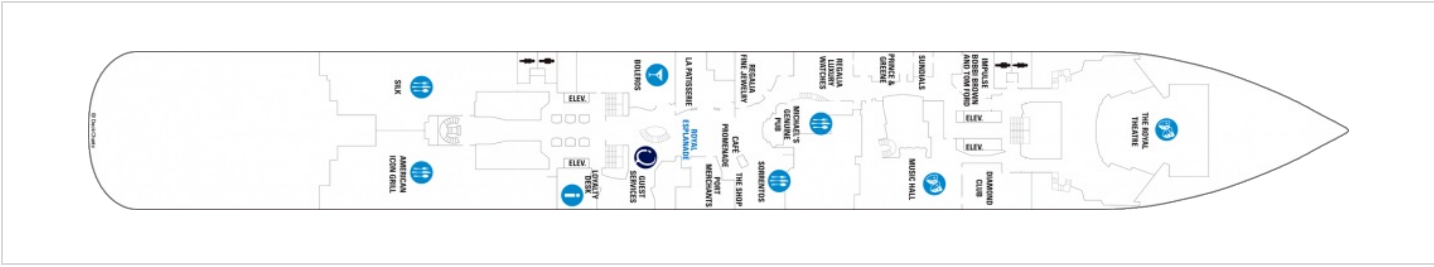 © DeckChairs
SILK
AMERICAN
ICON GRILL
ELEV.
ELEV.
LOYALTY
DESK
BOLEROS
GUEST
SERVICES
LA PATISSERIE
ROYAL
ESPLANADE
REGALIA
FINE JEWELRY
CAFÉ
PROMENADE
PORT
MERCHANTS
THE SHOP
SORRENTOS
MICHAEL'S
GENUINE
PUB
REGALIA
LUXURY
WATCHES
PRINCE &
GREENE
SUNDIALS
MUSIC HALL
IMPULSE
BOBBI BROWN
AND TOM FORD
ELEV.
ELEV.
DIAMOND
CLUB
THE ROYAL
THEATRE